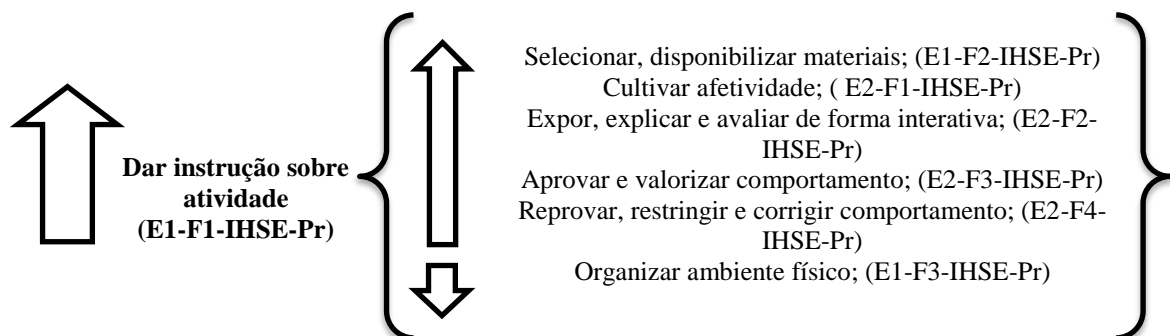 Dar instrução sobre
atividade
(E1-F1-IHSE-Pr)
Selecionar, disponibilizar materiais; (E1-F2-IHSE-Pr)
Cultivar afetividade; ( E2-F1-IHSE-Pr)
Expor, explicar e avaliar de forma interativa; (E2-F2-
IHSE-Pr)
Aprovar e valorizar comportamento; (E2-F3-IHSE-Pr)
Reprovar, restringir e corrigir comportamento; (E2-F4-
IHSE-Pr)
Organizar ambiente físico; (E1-F3-IHSE-Pr)